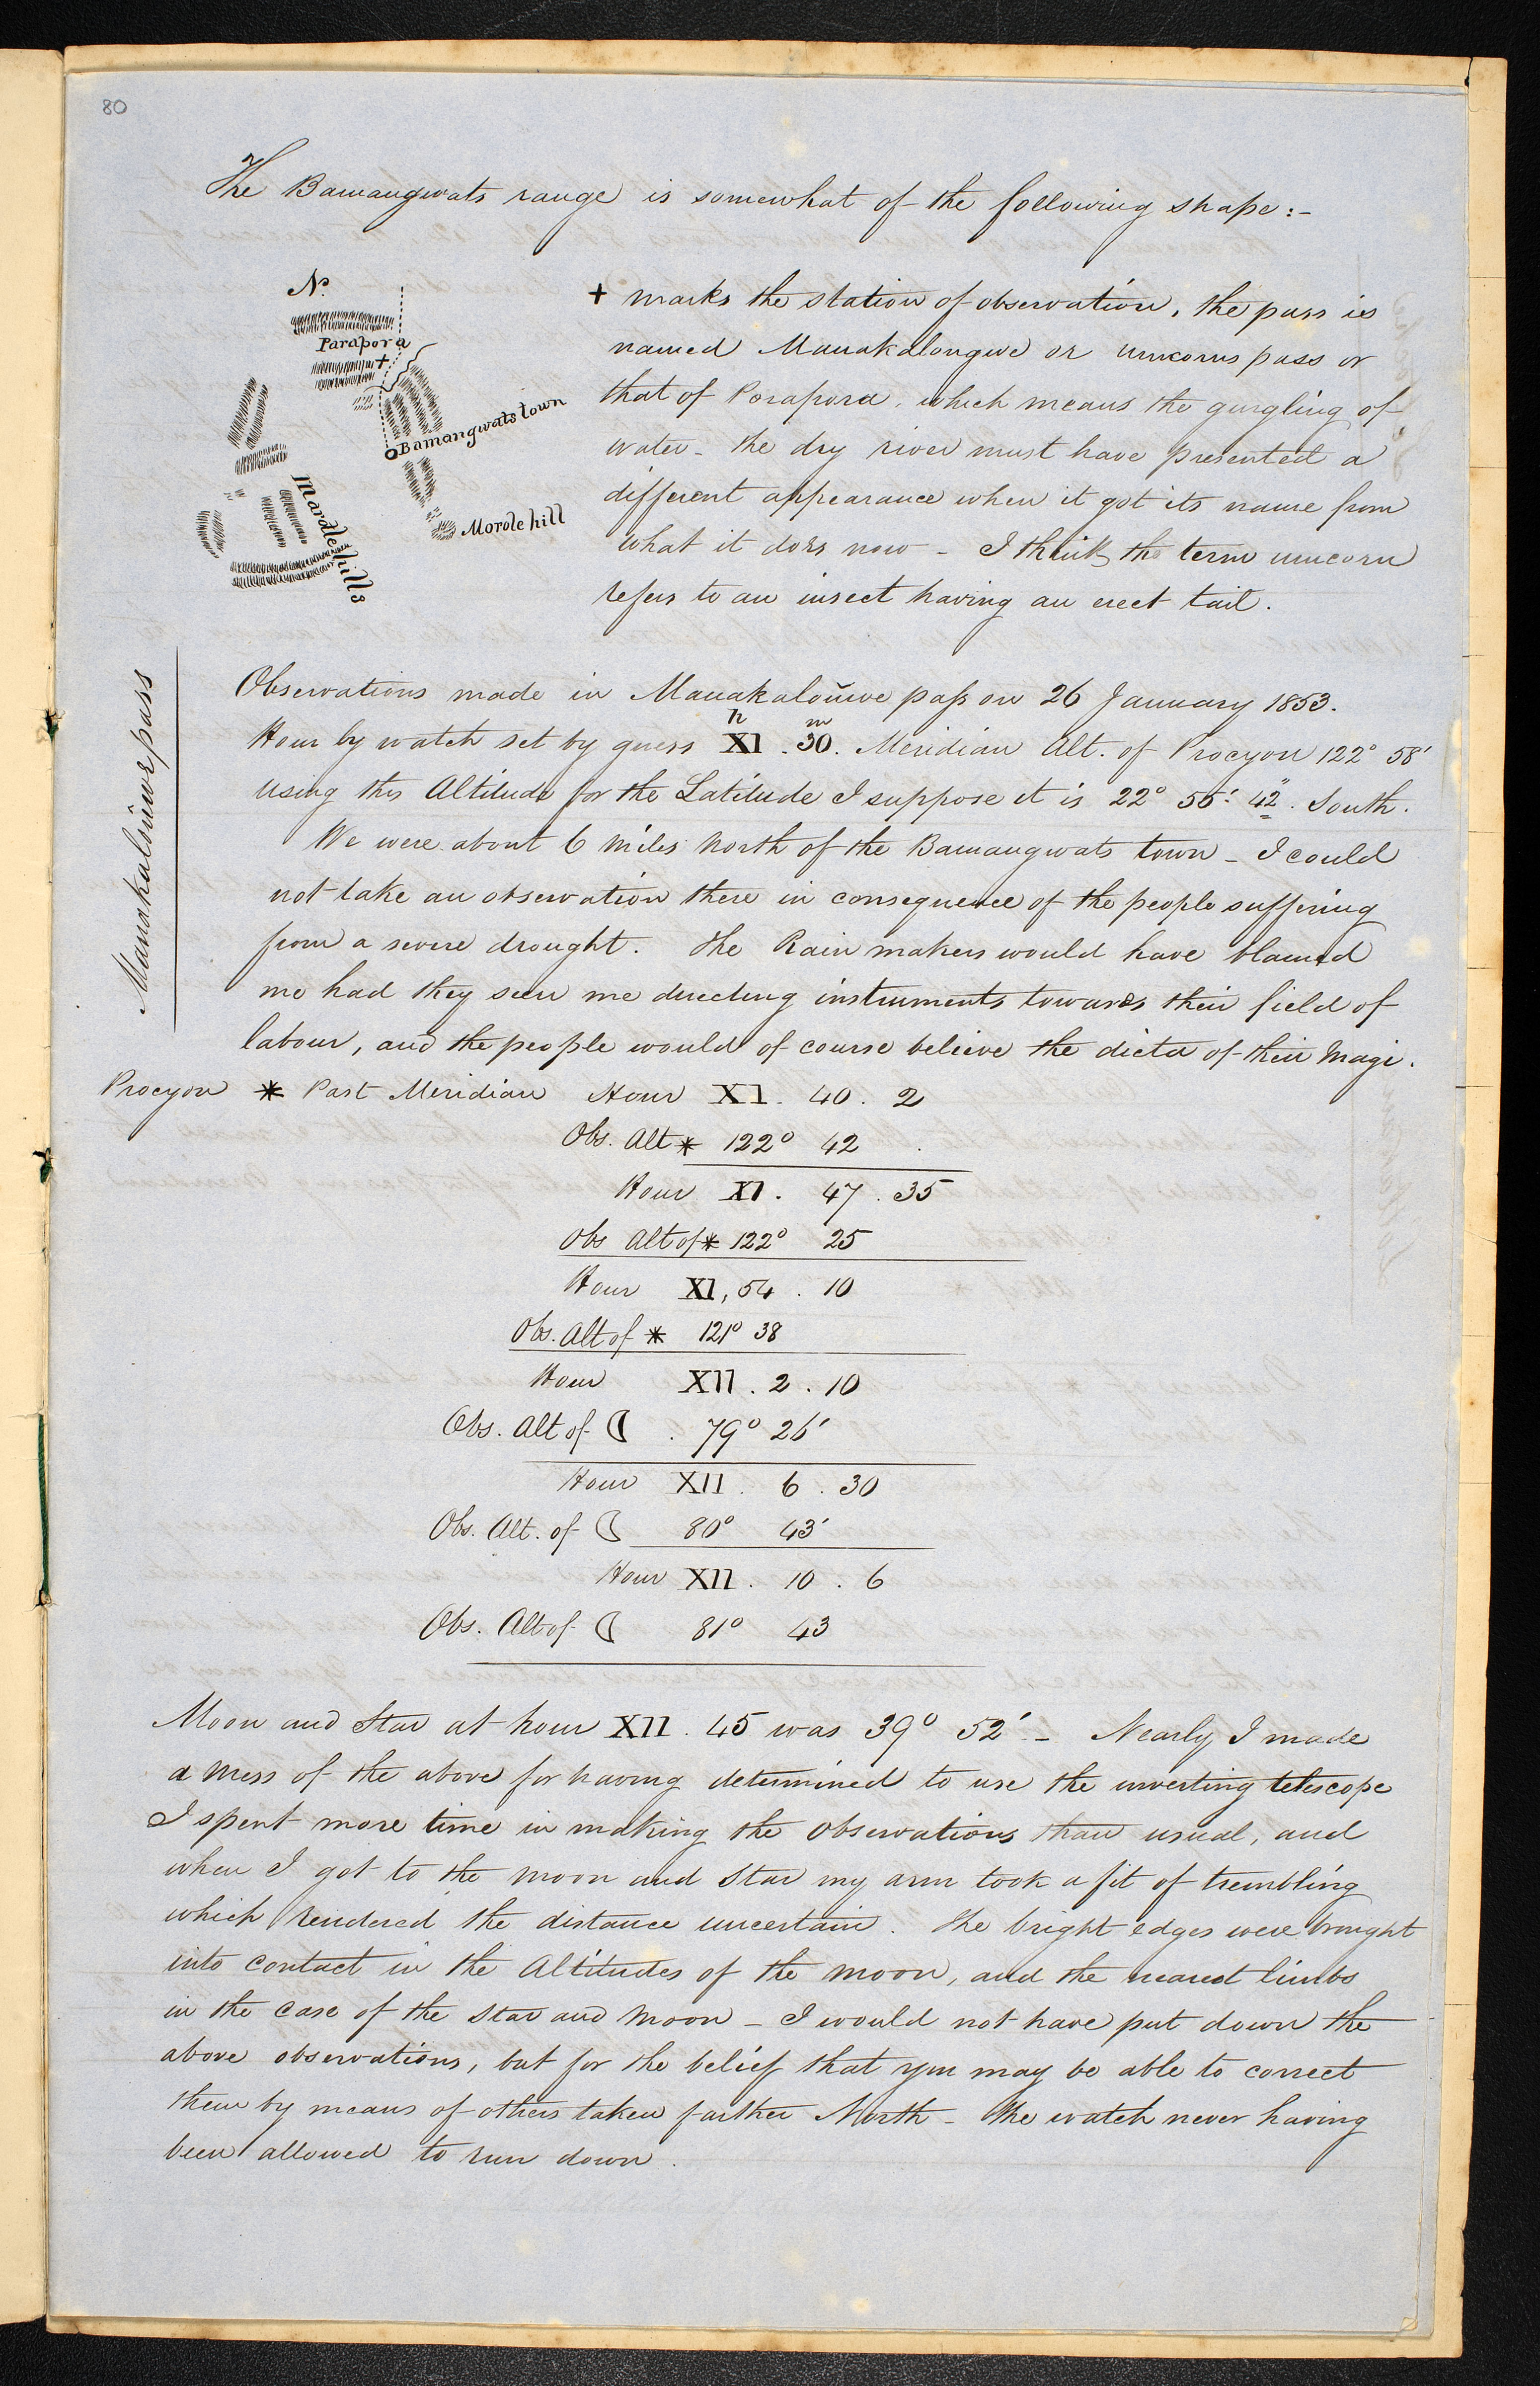 80
The Bamangwats range is somewhat of the following shape:-
N.
Parapora
+
Bamangwats town
Mardle hills
Morole hill
+ marks the station of observation, the pass is
named Manakalongwe or unicorns pass or
that of Porapora, which means the gurgling of
water - the dry river must have presented a
different appearance when it got its name from
what it does now - I think the term unicorn
refers to an insect having an erect tail.
Manakaloñwe pass
Observations made in Manakaloñwe pass on 26 January 1853.
Hour by watch set by guess XI h. 30 m. Meridian Alt. of Procyon 122° 58'
using this Altitude for the Latitude I suppose it is 22° 55' 42". South.
We were about 6 miles North of the Bamangwats town - I could
not take an observation there in consequence of the people suffering
from a severe drought. The Rain makers would have blamed
me had they seen me directing instruments towards their field of
labour, and the people would of course believe the dicta of their Magi.
Procyon * Past Meridian Hour XI. 40. 2
Obs. Alt * 122° 42
Hour XI. 47. 35
Obs Alt of * 122° 25
Hour XI, 54. 10
Obs. Alt of * 121° 38
Hour XII. 2. 10
Obs. Alt of ☾. 79° 26'
Hour XII. 6. 30
Obs. Alt. of ☾ 80° 43'
Hour XII. 10. 6
Obs. Alt of ☾ 81° 43
Moon and Star at hour XII. 45 was 39° 52' - Nearly I made
a mess of the above for having determined to use the inverting telescope
I spent more time in making the observations than usual, and
when I got to the moon and Star my arm took a fit of trembling
which rendered the distance uncertain. The bright edges were brought
into contact in the Altitudes of the moon, and the nearest limbs
in the case of the Star and Moon - I would not have put down the
above observations, but for the belief that you may be able to correct
them by means of others taken farther North - The watch never having
been allowed to run down.